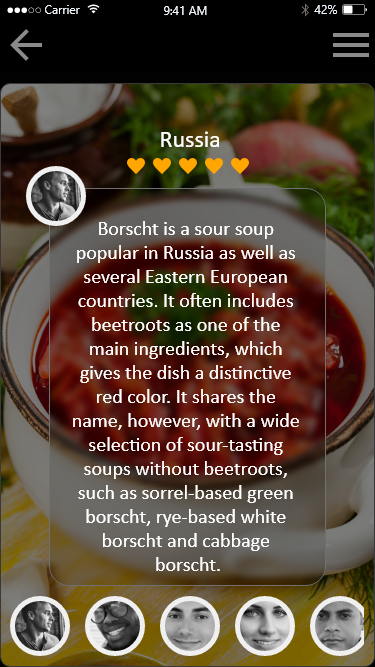 Carrier 9:41 AM 42%
Russia
Borscht is a sour soup
popular in Russia as well as
several Eastern European
countries. It often includes
beetroots as one of the
main ingredients, which
gives the dish a distinctive
red color. It shares the
name, however, with a wide
selection of sour-tasting
soups without beetroots,
such as sorrel-based green
borscht, rye-based white
borscht and cabbage
borscht.